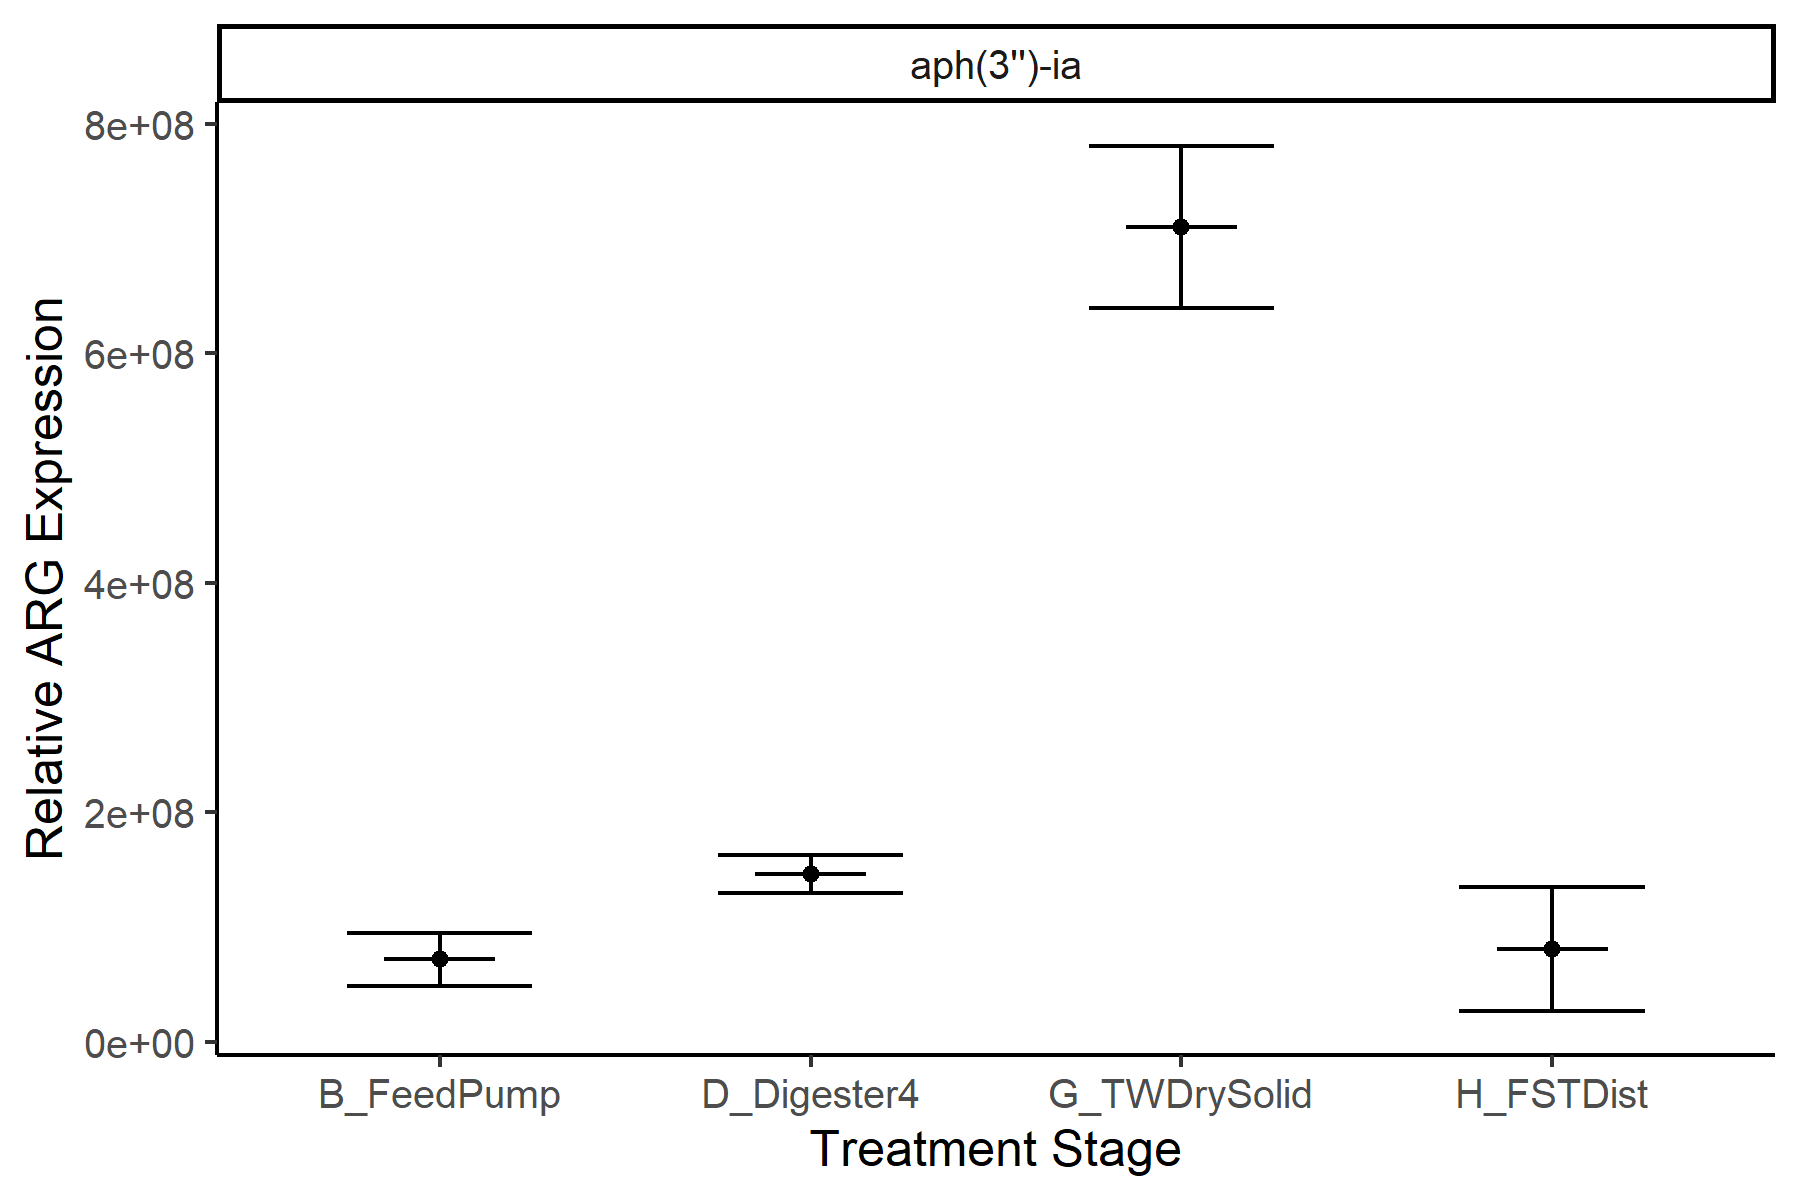 aph(3'')-ia
Relative ARG Expression
8e+08
6e+08
4e+08
2e+08
0e+00
B_FeedPump D_Digester4 G_TWDrySolid H_FSTDist
Treatment Stage